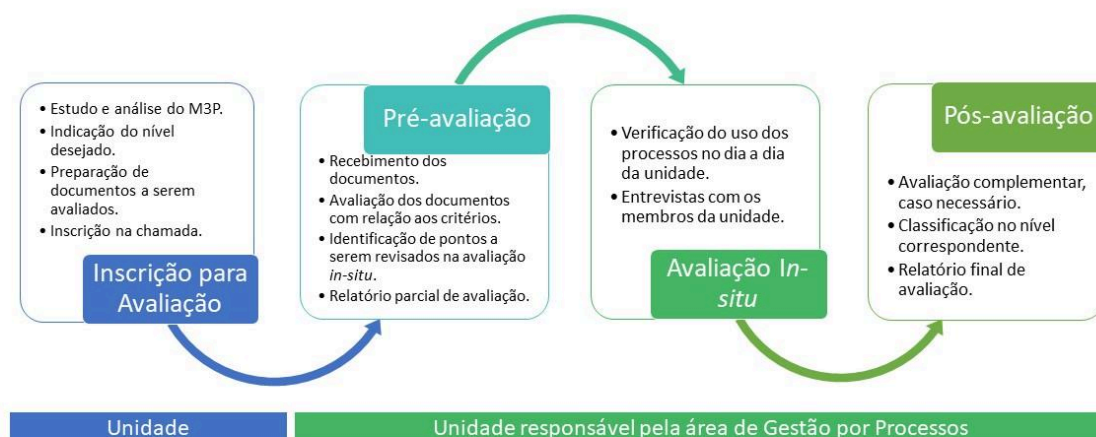 • Estudo e análise do M3P.
• Indicação do nível
desejado.
• Preparação de
documentos a serem
avaliados.
• Inscrição na chamada.
Inscrição para
Avaliação
Pré-avaliação
• Recebimento dos
documentos.
• Avaliação dos documentos
com relação aos critérios.
• Identificação de pontos a
serem revisados na avaliação
in-situ.
• Relatório parcial de avaliação.
• Verificação do uso dos
processos no dia a dia
da unidade.
• Entrevistas com os
membros da unidade.
Avaliação In-
situ
Pós-avaliação
• Avaliação complementar,
caso necessário.
• Classificação no nível
correspondente.
• Relatório final de
avaliação.
Unidade
Unidade responsável pela área de Gestão por Processos